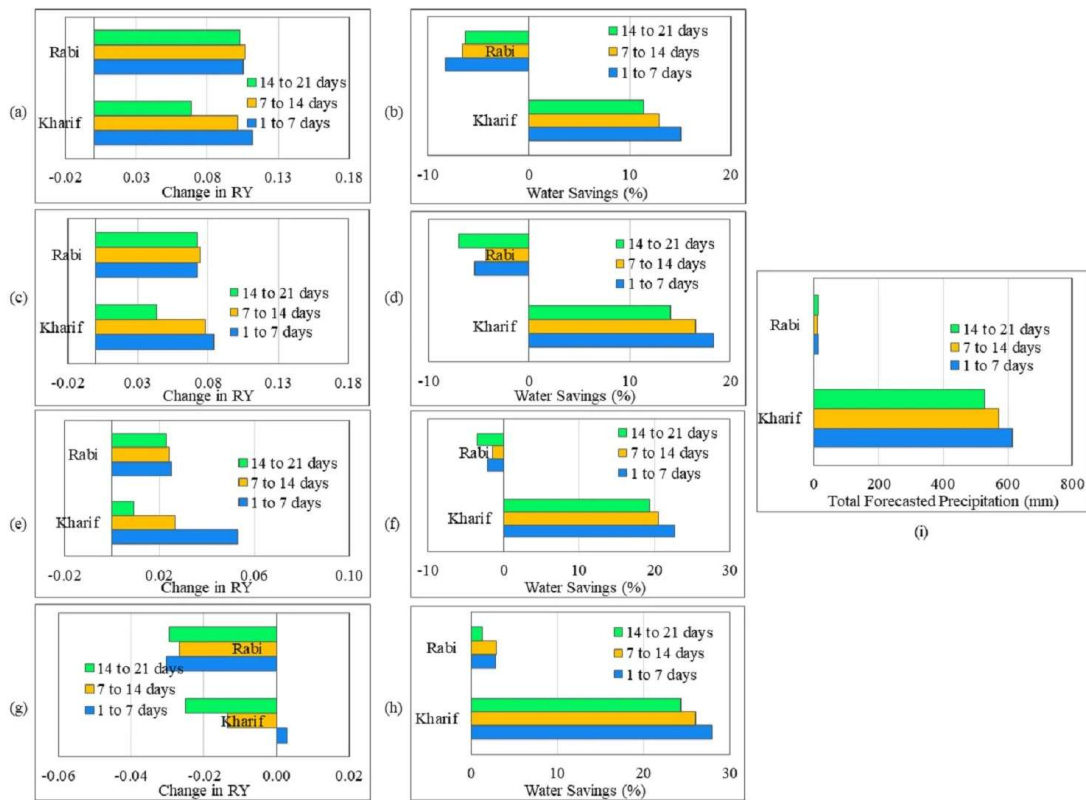 (a)
Rabi
Kharif
14 to 21 days
7 to 14 days
1 to 7 days
-0.02 0.03 0.08 0.13 0.18
Change in RY
(b)
Rabi
Kharif
14 to 21 days
7 to 14 days
1 to 7 days
-10 0 10 20
Water Savings (%)
(c)
Rabi
Kharif
14 to 21 days
7 to 14 days
1 to 7 days
-0.02 0.03 0.08 0.13 0.18
Change in RY
(d)
Rabi
Kharif
14 to 21 days
7 to 14 days
1 to 7 days
-10 0 10 20
Water Savings (%)
(e)
Rabi
Kharif
14 to 21 days
7 to 14 days
1 to 7 days
-0.02 0.02 0.06 0.10
Change in RY
(f)
Rabi
Kharif
14 to 21 days
7 to 14 days
1 to 7 days
-10 0 10 20 30
Water Savings (%)
(g)
Rabi
Kharif
14 to 21 days
7 to 14 days
1 to 7 days
-0.06 -0.04 -0.02 0.00 0.02
Change in RY
(h)
Rabi
Kharif
14 to 21 days
7 to 14 days
1 to 7 days
0 10 20 30
Water Savings (%)
Rabi
Kharif
14 to 21 days
7 to 14 days
1 to 7 days
0 200 400 600 800
Total Forecasted Precipitation (mm)
(i)